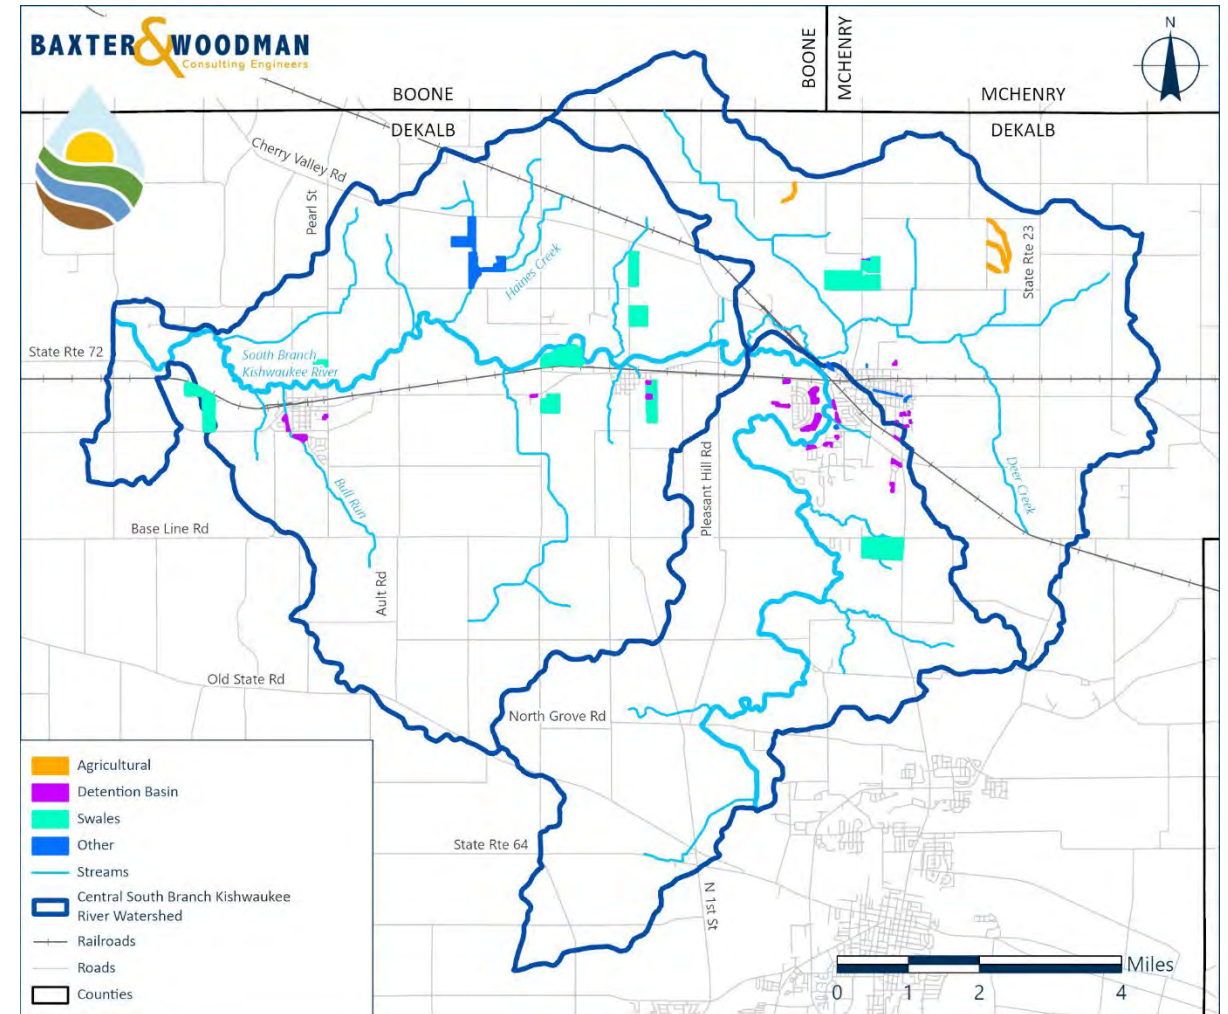 BAXTER & WOODMAN
Consulting Engineers
BOONE
DEKALB
BOONE
MCHENRY
MCHENRY
DEKALB
N
Cherry Valley Rd
Pearl St
Haines Creek
State Rte 23
State Rte 72
South Branch
Kishwaukee River
Bull Run
Pleasant Hill Rd
Deer Creek
Base Line Rd
Ault Rd
Old State Rd
North Grove Rd
State Rte 64
N 1st St
Agricultural
Detention Basin
Swales
Other
Streams
Central South Branch Kishwaukee
River Watershed
Railroads
Roads
Counties
Miles
0 1 2 4